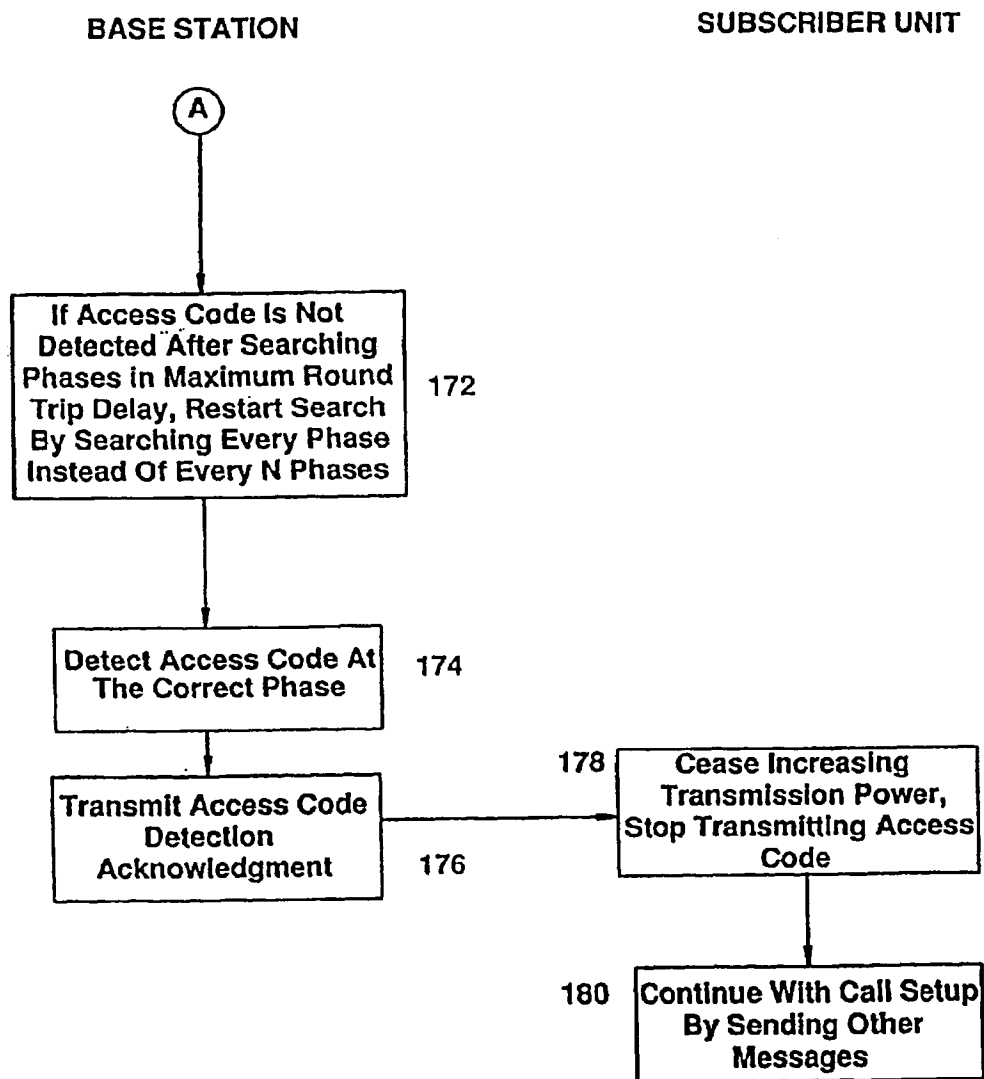 BASE STATION
SUBSCRIBER UNIT
A
If Access Code Is Not
Detected After Searching
Phases in Maximum Round
Trip Delay, Restart Search
By Searching Every Phase
Instead Of Every N Phases
172
Detect Access Code At
The Correct Phase
174
Transmit Access Code
Detection
Acknowledgment
176
178
Cease Increasing
Transmission Power,
Stop Transmitting Access
Code
180
Continue With Call Setup
By Sending Other
Messages